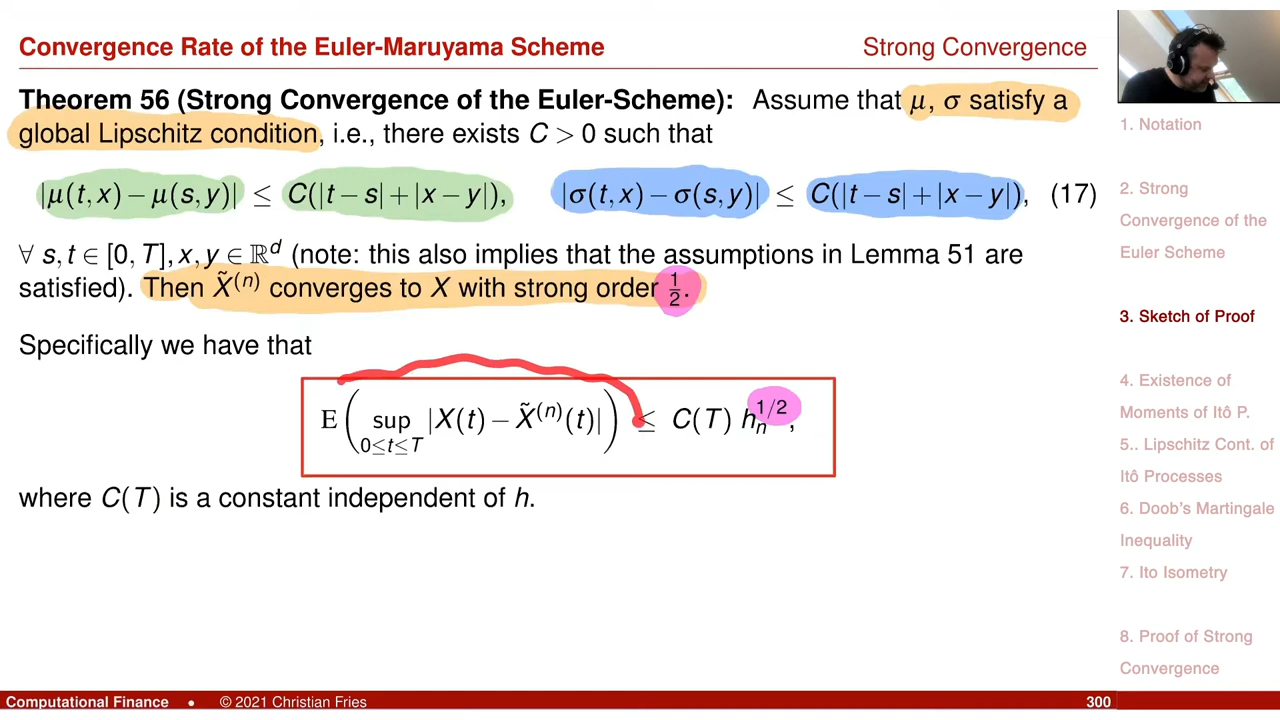 Convergence Rate of the Euler-Maruyama Scheme
Strong Convergence
Theorem 56 (Strong Convergence of the Euler-Scheme): Assume that μ, σ satisfy a
global Lipschitz condition, i.e., there exists C > 0 such that
|μ(t,x) − μ(s,y)| ≤ C(|t − s| + |x − y|), |σ(t,x) − σ(s,y)| ≤ C(|t − s| + |x − y|), (17)
∀ s,t ∈ [0,T], x,y ∈ ℝ^d (note: this also implies that the assumptions in Lemma 51 are
satisfied). Then X̃^(n) converges to X with strong order 1/2.
Specifically we have that
E( sup_{0≤t≤T} |X(t) − X̃^(n)(t)| ) ≤ C(T) h_n^{1/2},
where C(T) is a constant independent of h.
1. Notation
2. Strong
Convergence of the
Euler Scheme
3. Sketch of Proof
4. Existence of
Moments of Itô P.
5.. Lipschitz Cont. of
Itô Processes
6. Doob's Martingale
Inequality
7. Ito Isometry
8. Proof of Strong
Convergence
Computational Finance • © 2021 Christian Fries 300